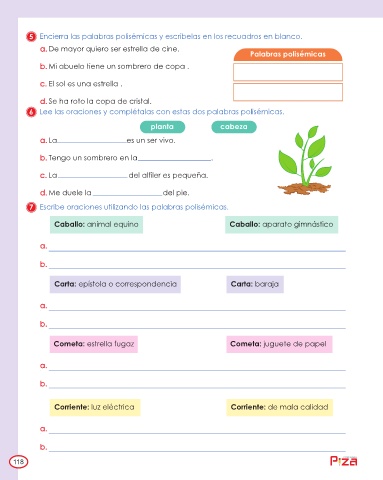 5 Encierra las palabras polisémicas y escríbelas en los recuadros en blanco.
a. De mayor quiero ser estrella de cine.
Palabras polisémicas
b. Mi abuelo tiene un sombrero de copa .
c. El sol es una estrella .
d. Se ha roto la copa de cristal.
6 Lee las oraciones y complétalas con estas dos palabras polisémicas.
planta cabeza
a. La es un ser vivo.
b. Tengo un sombrero en la .
c. La del alfiler es pequeña.
d. Me duele la del pie.
7 Escribe oraciones utilizando las palabras polisémicas.
Caballo: animal equino Caballo: aparato gimnástico
a.
b.
Carta: epístola o correspondencia Carta: baraja
a.
b.
Cometa: estrella fugaz Cometa: juguete de papel
a.
b.
Corriente: luz eléctrica Corriente: de mala calidad
a.
b.
118 Piza